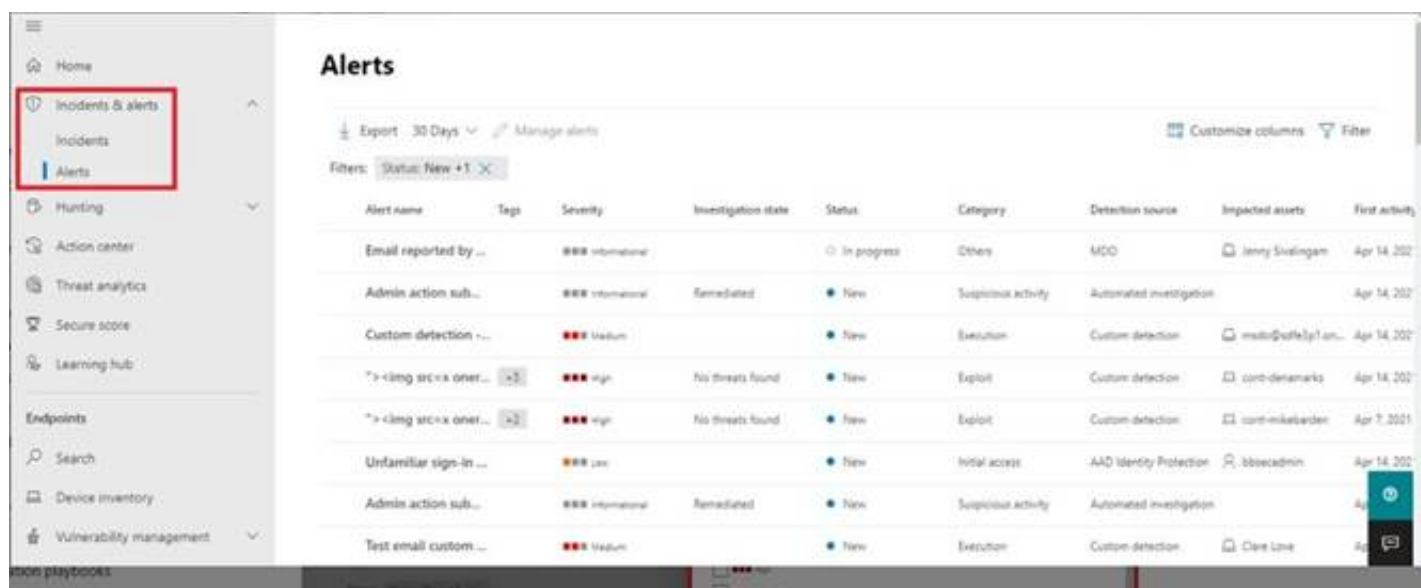 Home
Incidents & alerts
Incidents
Alerts
Hunting
Action center
Threat analytics
Secure score
Learning hub
Endpoints
Search
Device inventory
Vulnerability management
Alerts
Export 30 Days Manage alerts Customize columns Filter
Filters: Status: New +1 ×
Alert name Tags Severity Investigation state Status Category Detection source Impacted assets First activity
Email reported by ... Informational In progress Others MDO Jenny Sivalingam Apr 14, 202
Admin action sub... Informational Remediated New Suspicious activity Automated investigation Apr 14, 202
Custom detection -... Medium New Execution Custom detection Apr 14, 202
"><img src=x oner... +3 High No threats found New Exploit Custom detection cont-denamarks Apr 14, 202
"><img src=x oner... +2 High No threats found New Exploit Custom detection cont-mikebarden Apr 7, 2021
Unfamiliar sign-in ... Low New Initial access AAD Identity Protection bbsecadmin Apr 14, 202
Admin action sub... Informational Remediated New Suspicious activity Automated investigation
Test email custom ... Medium New Execution Custom detection Clare Love
tion playbooks